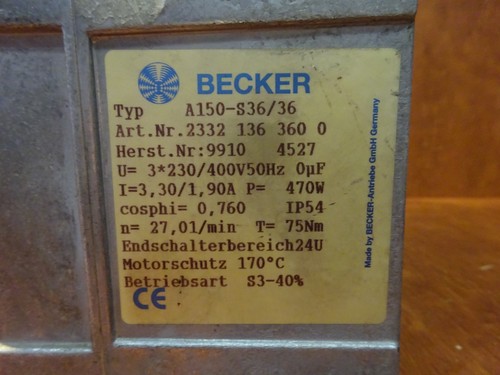 BECKER
Typ A150-S36/36
Art.Nr.2332 136 360 0
Herst.Nr:9910 4527
U= 3*230/400V50Hz 0µF
I=3,30/1,90A P= 470W
cosphi= 0,760 IP54
n= 27,01/min T= 75Nm
Endschalterbereich24U
Motorschutz 170°C
Betriebsart S3-40%
CE
Made by BECKER-Antriebe GmbH Germany